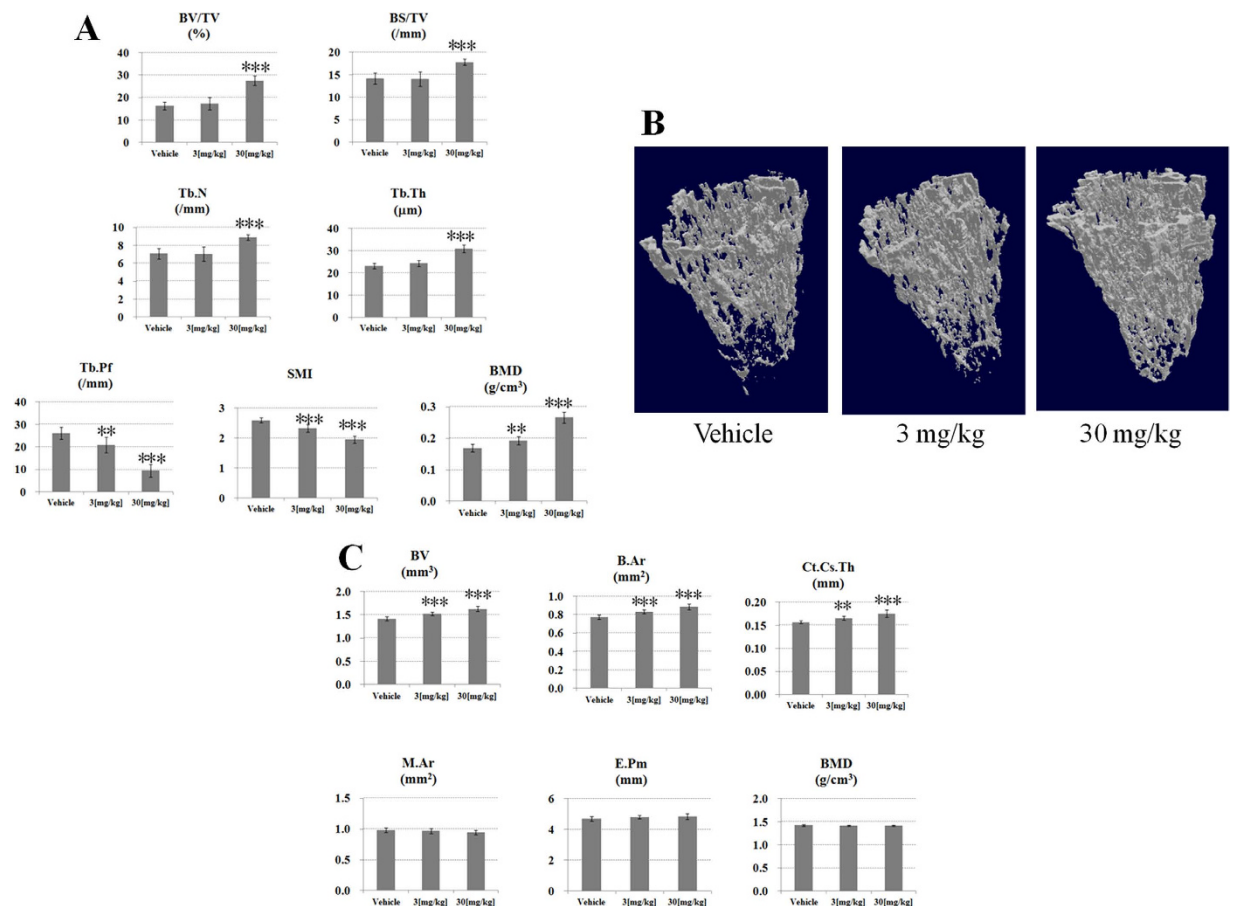 A
BV/TV
(%)
***
40
30
20
10
0
Vehicle 3[mg/kg] 30[mg/kg]
BS/TV
(/mm)
***
20
15
10
5
0
Vehicle 3[mg/kg] 30[mg/kg]
Tb.N
(/mm)
***
10
8
6
4
2
0
Vehicle 3[mg/kg] 30[mg/kg]
Tb.Th
(μm)
***
40
30
20
10
0
Vehicle 3[mg/kg] 30[mg/kg]
Tb.Pf
(/mm)
40
30
20
10
0
** ***
Vehicle 3[mg/kg] 30[mg/kg]
SMI
3
2
1
0
*** ***
Vehicle 3[mg/kg] 30[mg/kg]
BMD
(g/cm³)
0.3
0.2
0.1
0.0
** ***
Vehicle 3[mg/kg] 30[mg/kg]
B
Vehicle 3 mg/kg 30 mg/kg
C
BV
(mm³)
2.0
1.5
1.0
0.5
0.0
*** ***
Vehicle 3[mg/kg] 30[mg/kg]
B.Ar
(mm²)
1.0
0.8
0.6
0.4
0.2
0.0
*** ***
Vehicle 3[mg/kg] 30[mg/kg]
Ct.Cs.Th
(mm)
0.20
0.15
0.10
0.05
0.00
** ***
Vehicle 3[mg/kg] 30[mg/kg]
M.Ar
(mm²)
1.5
1.0
0.5
0.0
Vehicle 3[mg/kg] 30[mg/kg]
E.Pm
(mm)
6
4
2
0
Vehicle 3[mg/kg] 30[mg/kg]
BMD
(g/cm³)
2.0
1.5
1.0
0.5
0.0
Vehicle 3[mg/kg] 30[mg/kg]